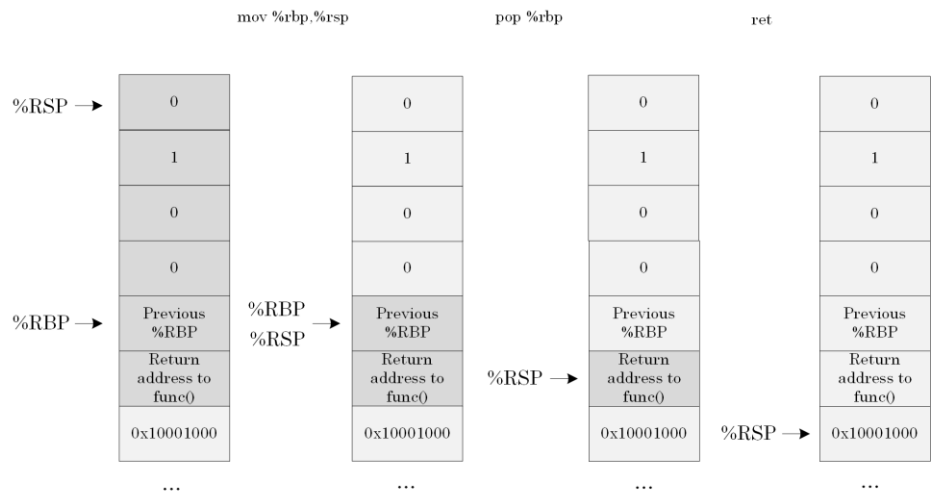 mov %rbp,%rsp pop %rbp ret
%RSP 0 0 0 0
1 1 1 1
0 0 0 0
0 0 0 0
%RBP Previous %RBP Previous Previous Previous
%RBP %RSP %RBP %RBP %RBP
Return Return Return Return
address to address to %RSP address to address to
func() func() func() func()
0x10001000 0x10001000 0x10001000 %RSP 0x10001000
... ... ... ...